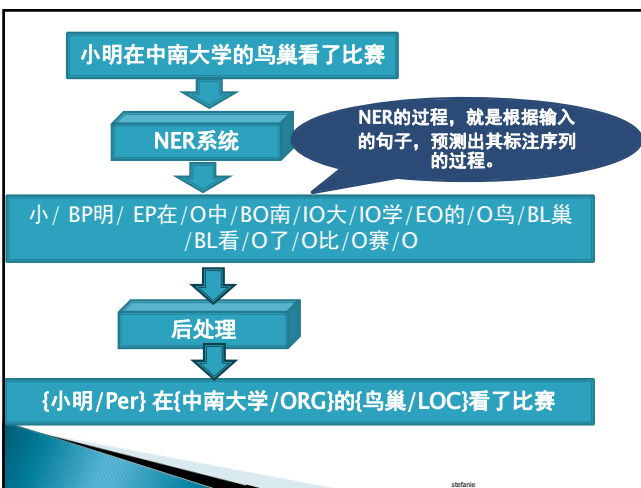 小明在中南大学的鸟巢看了比赛
NER系统
NER的过程，就是根据输入
的句子，预测出其标注序列
的过程。
小/ BP明/ EP在/O中/BO南/IO大/IO学/EO的/O鸟/BL巢
/BL看/O了/O比/O赛/O
后处理
{小明/Per} 在{中南大学/ORG}的{鸟巢/LOC}看了比赛
stefanie